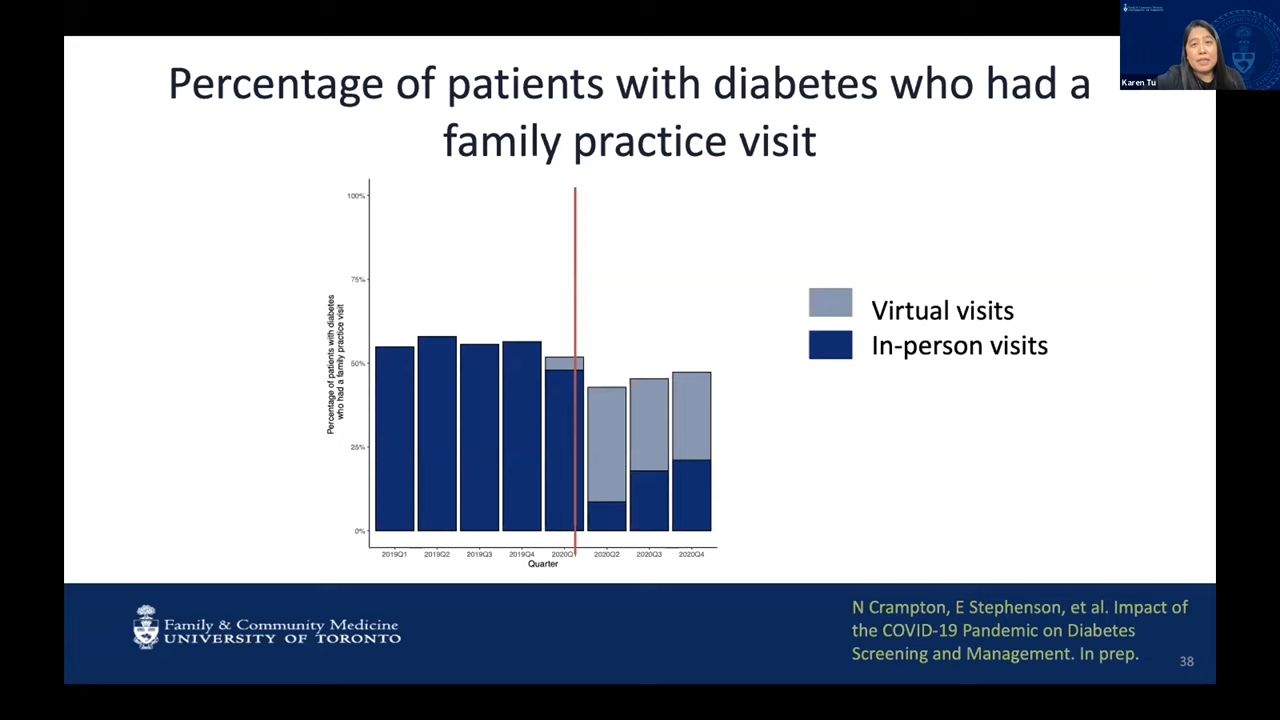 Karen Tu
Percentage of patients with diabetes who had a
family practice visit
Percentage of patients with diabetes
who had a family practice visit
100%
75%
50%
25%
0%
2019Q1 2019Q2 2019Q3 2019Q4 2020Q1 2020Q2 2020Q3 2020Q4
Quarter
Virtual visits
In-person visits
Family & Community Medicine
UNIVERSITY OF TORONTO
N Crampton, E Stephenson, et al. Impact of
the COVID-19 Pandemic on Diabetes
Screening and Management. In prep.
38